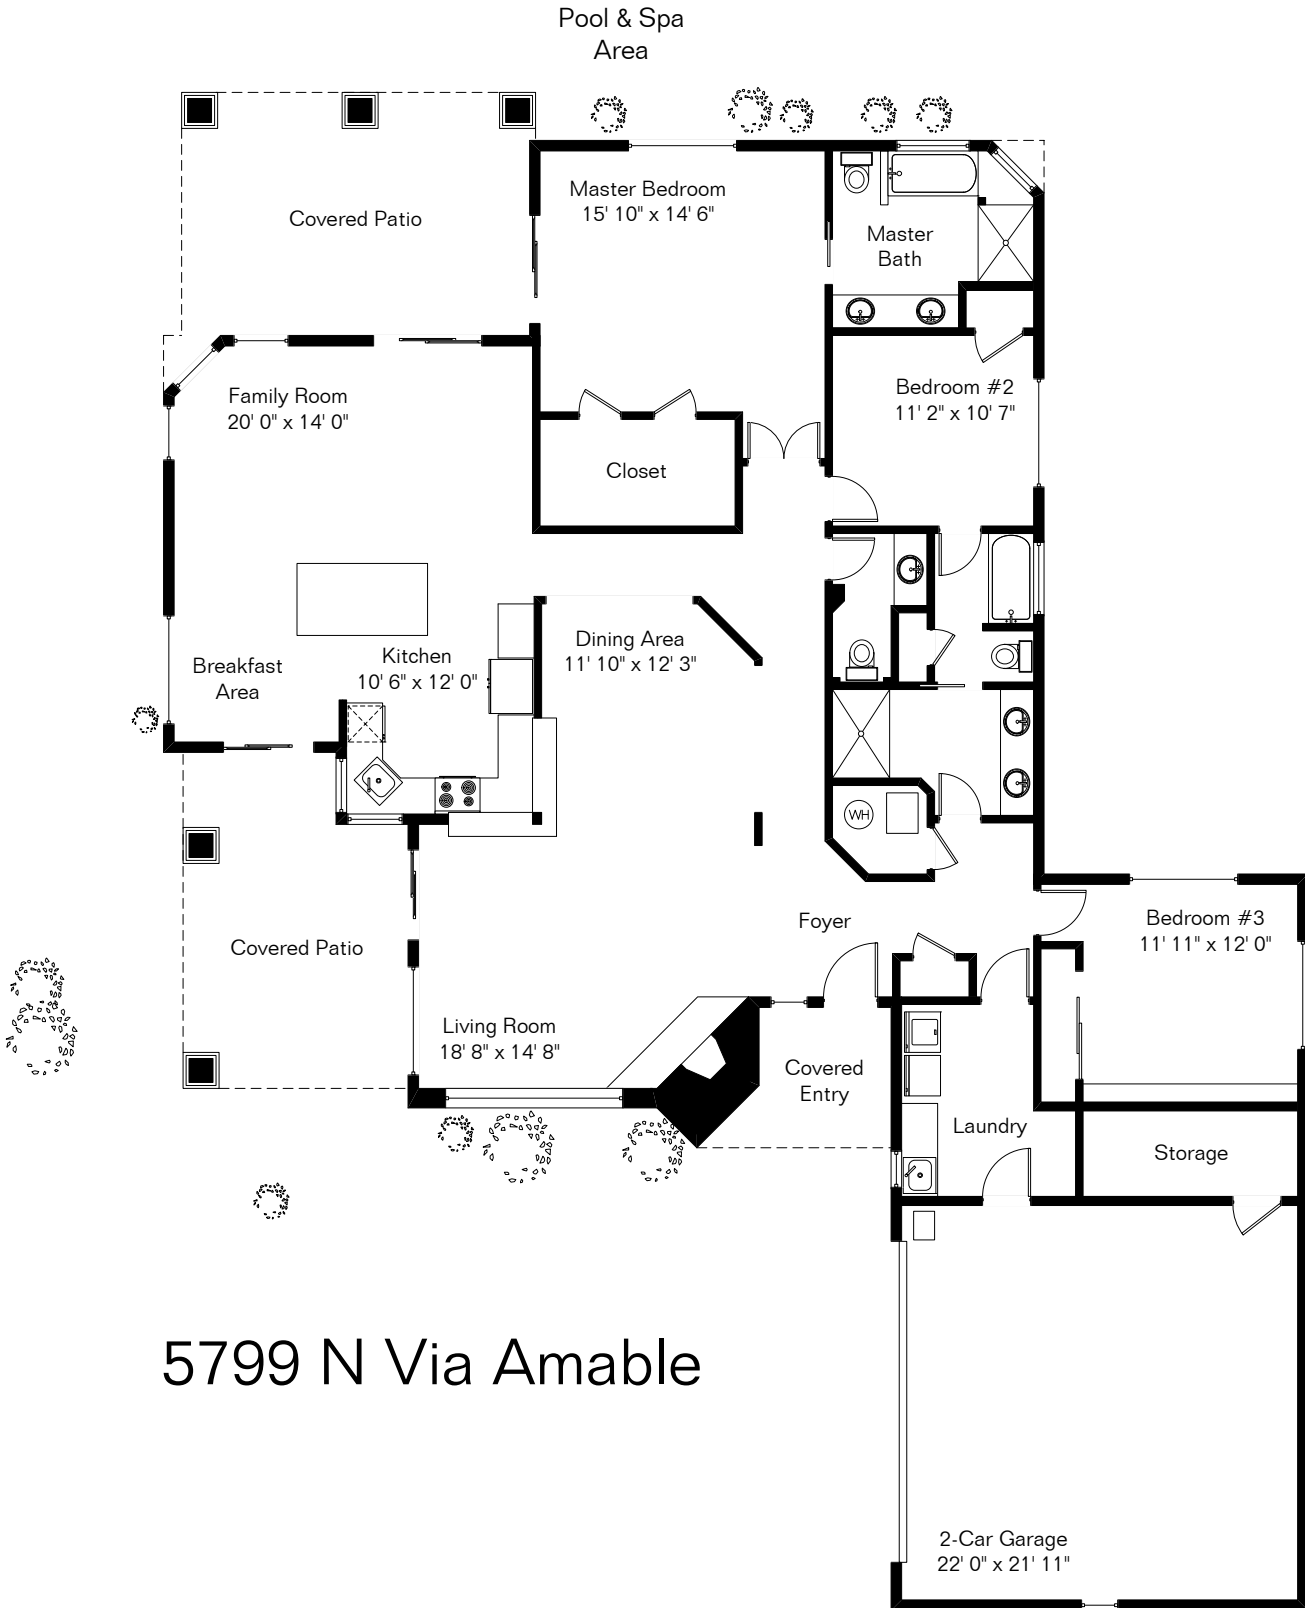 Pool & Spa
Area
Covered Patio
Master Bedroom
15' 10" x 14' 6"
Master
Bath
Family Room
20' 0" x 14' 0"
Bedroom #2
11' 2" x 10' 7"
Closet
Breakfast
Area
Kitchen
10' 6" x 12' 0"
Dining Area
11' 10" x 12' 3"
WH
Foyer
Bedroom #3
11' 11" x 12' 0"
Covered Patio
Living Room
18' 8" x 14' 8"
Covered
Entry
Laundry
Storage
5799 N Via Amable
2-Car Garage
22' 0" x 21' 11"